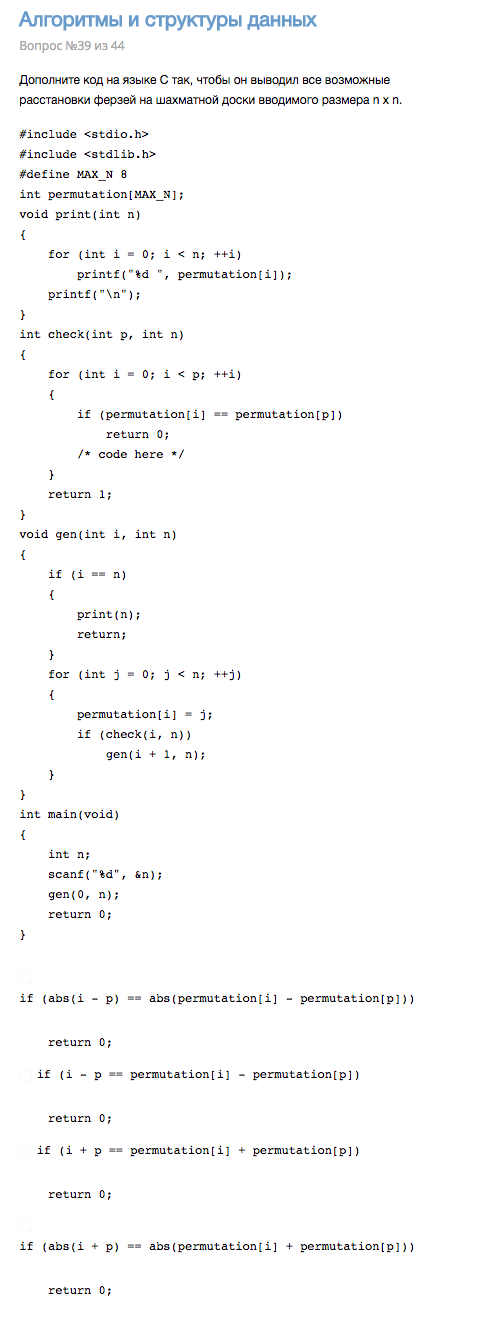 Алгоритмы и структуры данных
Вопрос №39 из 44
Дополните код на языке C так, чтобы он выводил все возможные
расстановки ферзей на шахматной доски вводимого размера n x n.
#include <stdio.h>
#include <stdlib.h>
#define MAX_N 8
int permutation[MAX_N];
void print(int n)
{
    for (int i = 0; i < n; ++i)
        printf("%d ", permutation[i]);
    printf("\n");
}
int check(int p, int n)
{
    for (int i = 0; i < p; ++i)
    {
        if (permutation[i] == permutation[p])
            return 0;
        /* code here */
    }
    return 1;
}
void gen(int i, int n)
{
    if (i == n)
    {
        print(n);
        return;
    }
    for (int j = 0; j < n; ++j)
    {
        permutation[i] = j;
        if (check(i, n))
            gen(i + 1, n);
    }
}
int main(void)
{
    int n;
    scanf("%d", &n);
    gen(0, n);
    return 0;
}
if (abs(i - p) == abs(permutation[i] - permutation[p]))
    return 0;
if (i - p == permutation[i] - permutation[p])
    return 0;
if (i + p == permutation[i] + permutation[p])
    return 0;
if (abs(i + p) == abs(permutation[i] + permutation[p]))
    return 0;